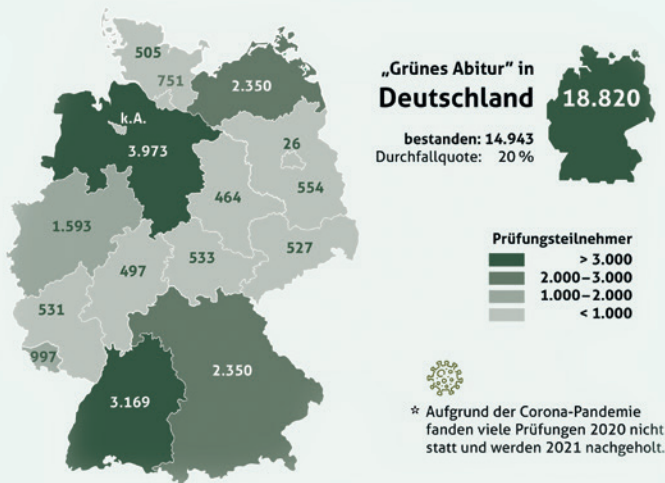 505
751
2.350
k.A.
3.973
26
464
554
1.593
497
533
527
531
997
3.169
2.350
„Grünes Abitur” in
Deutschland
18.820
bestanden: 14.943
Durchfallquote: 20 %
Prüfungsteilnehmer
> 3.000
2.000–3.000
1.000–2.000
< 1.000
* Aufgrund der Corona-Pandemie
fanden viele Prüfungen 2020 nicht
statt und werden 2021 nachgeholt.